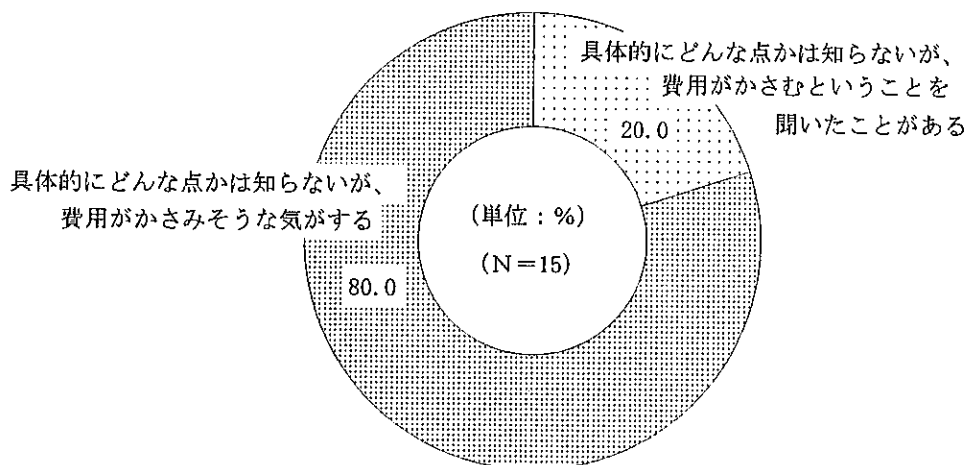 具体的にどんな点かは知らないが、
費用がかさむということを
聞いたことがある
20.0
具体的にどんな点かは知らないが、
費用がかさみそうな気がする
80.0
（単位：％）
（N＝15）